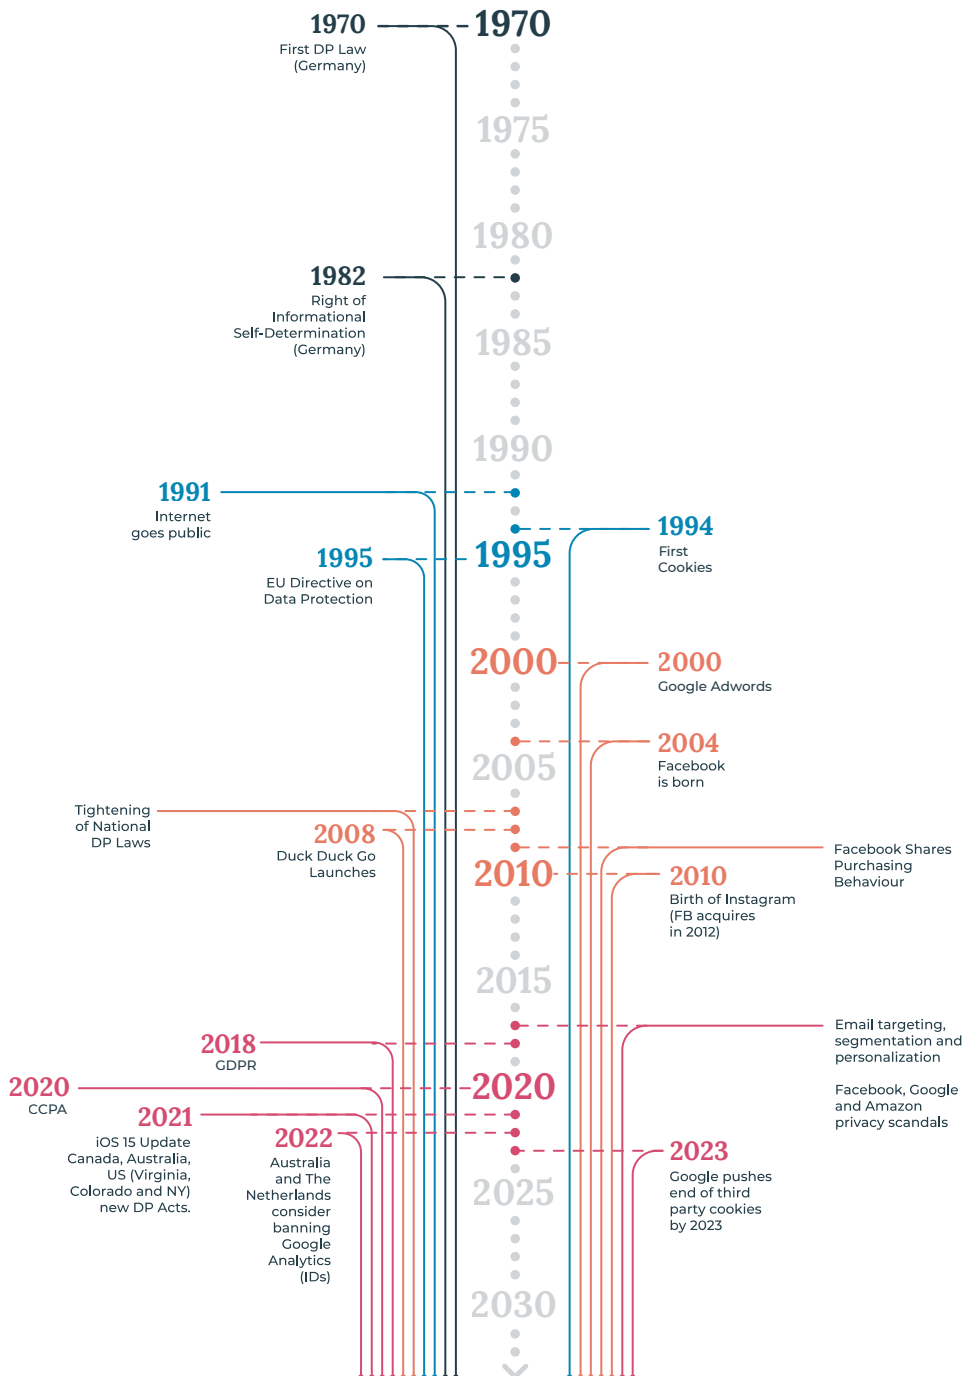 1970
First DP Law
(Germany)
1970
1975
1980
1982
Right of
Informational
Self-Determination
(Germany)
1985
1990
1991
Internet
goes public
1994
First
Cookies
1995
EU Directive on
Data Protection
1995
2000
2000
Google Adwords
2004
Facebook
is born
2005
Tightening
of National
DP Laws
2008
Duck Duck Go
Launches
Facebook Shares
Purchasing
Behaviour
2010
2010
Birth of Instagram
(FB acquires
in 2012)
2015
Email targeting,
segmentation and
personalization
Facebook, Google
and Amazon
privacy scandals
2018
GDPR
2020
CCPA
2020
2021
iOS 15 Update
Canada, Australia,
US (Virginia,
Colorado and NY)
new DP Acts.
2022
Australia
and The
Netherlands
consider
banning
Google
Analytics
(IDs)
2023
Google pushes
end of third
party cookies
by 2023
2025
2030